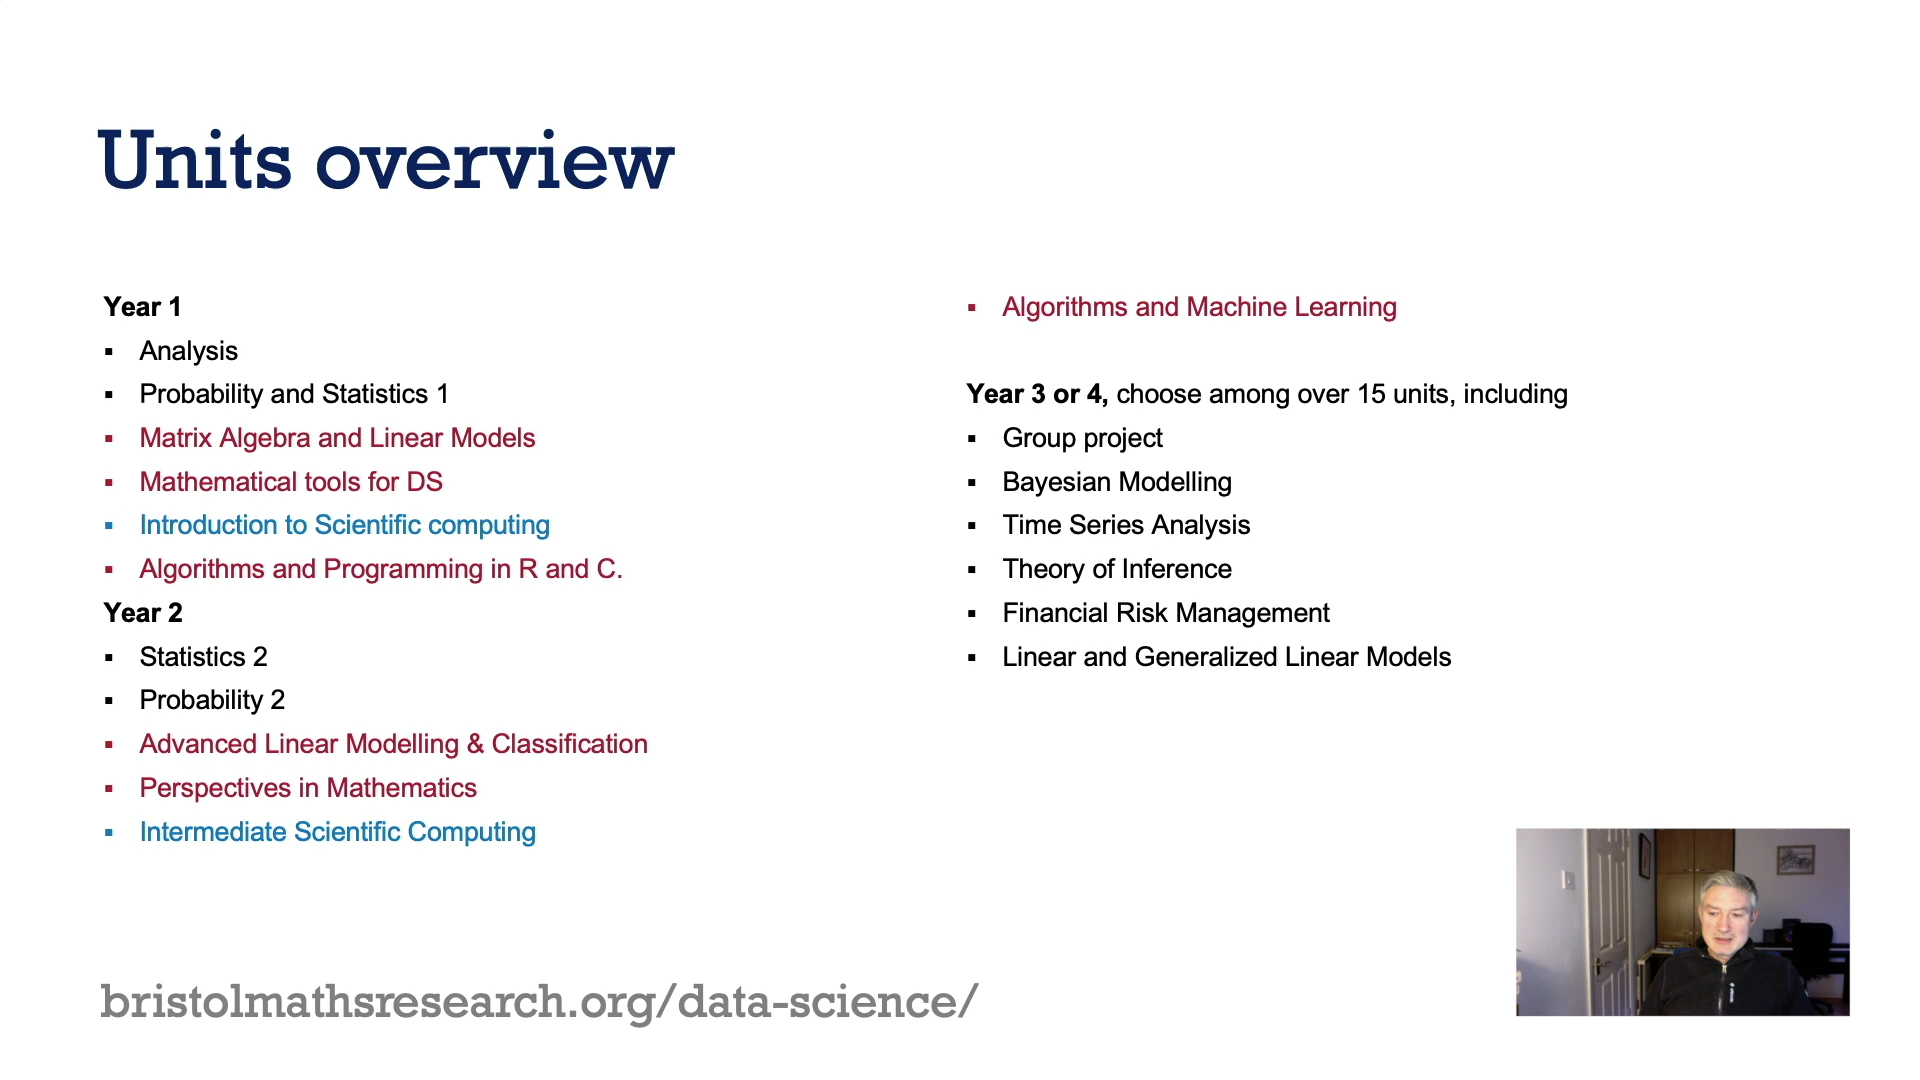 Units overview
Year 1
▪ Analysis
▪ Probability and Statistics 1
▪ Matrix Algebra and Linear Models
▪ Mathematical tools for DS
▪ Introduction to Scientific computing
▪ Algorithms and Programming in R and C.
Year 2
▪ Statistics 2
▪ Probability 2
▪ Advanced Linear Modelling & Classification
▪ Perspectives in Mathematics
▪ Intermediate Scientific Computing
▪ Algorithms and Machine Learning
Year 3 or 4, choose among over 15 units, including
▪ Group project
▪ Bayesian Modelling
▪ Time Series Analysis
▪ Theory of Inference
▪ Financial Risk Management
▪ Linear and Generalized Linear Models
bristolmathsresearch.org/data-science/